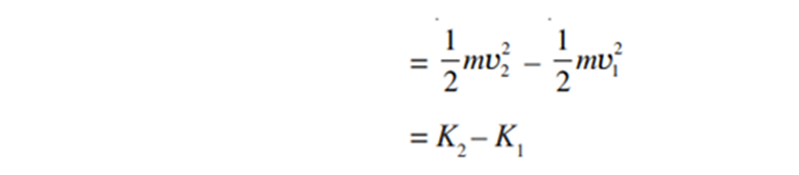 = 1/2 mυ₂² – 1/2 mυ₁²
= K₂ – K₁